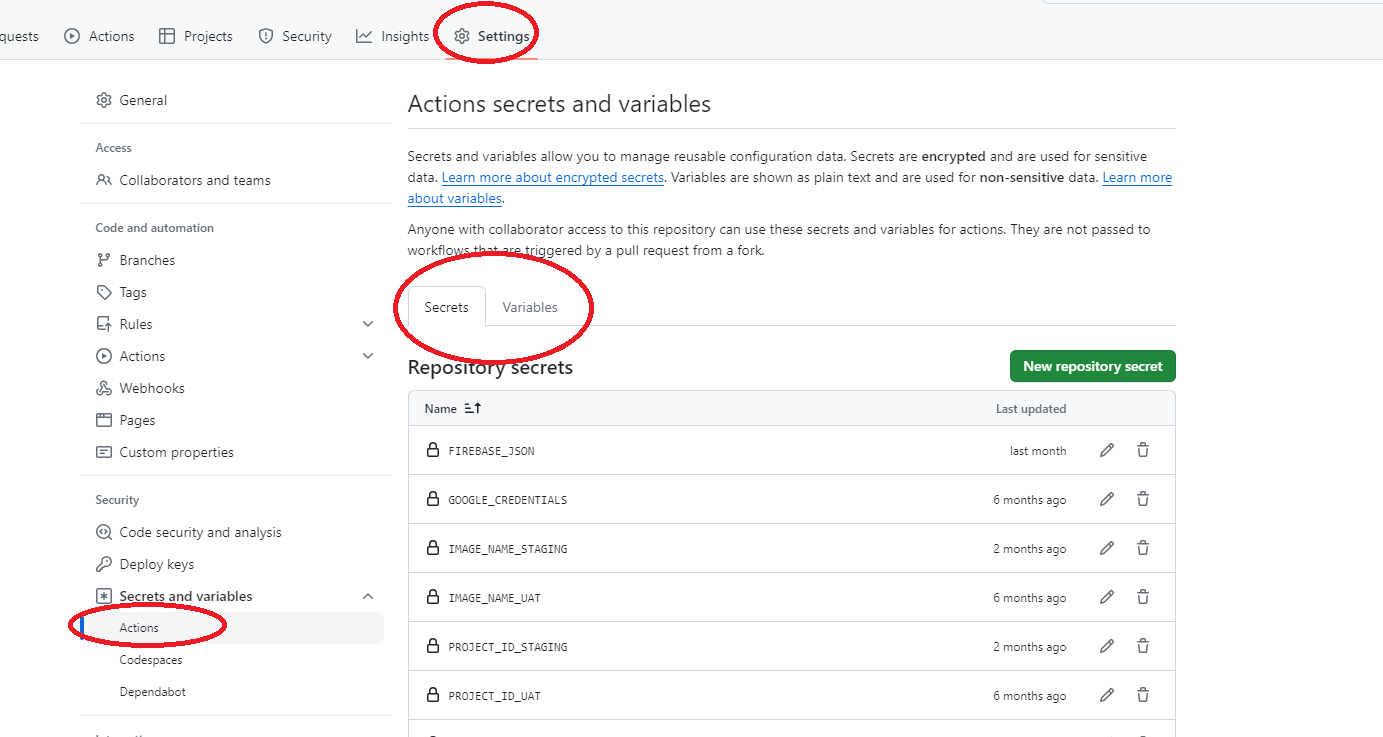 quests Actions Projects Security Insights Settings
General
Access
Collaborators and teams
Code and automation
Branches
Tags
Rules
Actions
Webhooks
Pages
Custom properties
Security
Code security and analysis
Deploy keys
Secrets and variables
Actions
Codespaces
Dependabot
Actions secrets and variables
Secrets and variables allow you to manage reusable configuration data. Secrets are encrypted and are used for sensitive
data. Learn more about encrypted secrets. Variables are shown as plain text and are used for non-sensitive data. Learn more
about variables.
Anyone with collaborator access to this repository can use these secrets and variables for actions. They are not passed to
workflows that are triggered by a pull request from a fork.
Secrets Variables
Repository secrets New repository secret
Name Last updated
FIREBASE_JSON last month
GOOGLE_CREDENTIALS 6 months ago
IMAGE_NAME_STAGING 2 months ago
IMAGE_NAME_UAT 6 months ago
PROJECT_ID_STAGING 2 months ago
PROJECT_ID_UAT 6 months ago